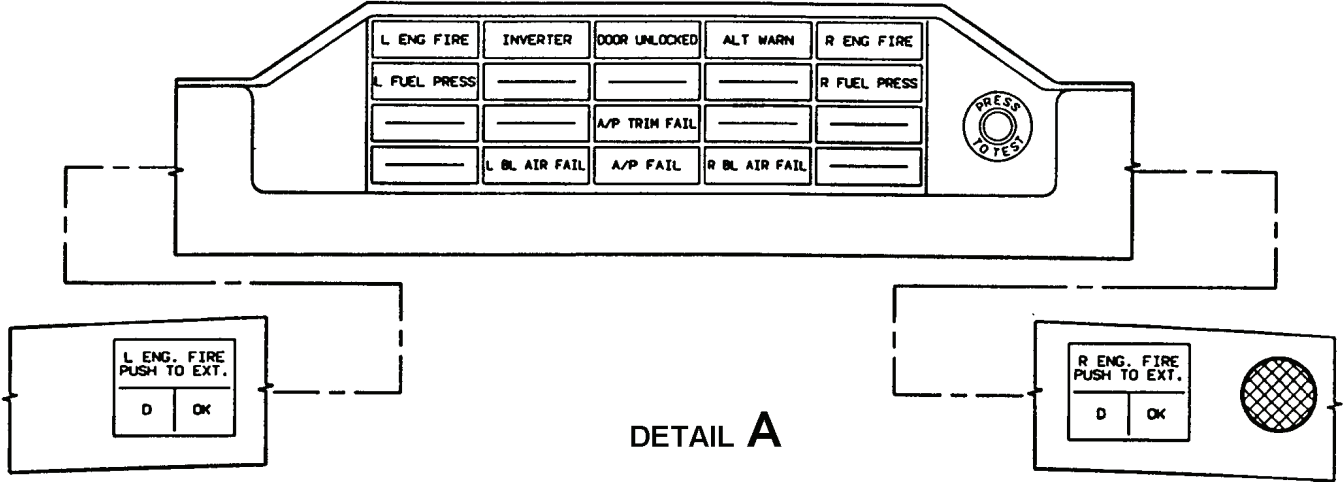 L ENG FIRE INVERTER DOOR UNLOCKED ALT WARN R ENG FIRE
L FUEL PRESS R FUEL PRESS
A/P TRIM FAIL
L BL AIR FAIL A/P FAIL R BL AIR FAIL
PRESS
TO TEST
L ENG. FIRE
PUSH TO EXT.
D OK
R ENG. FIRE
PUSH TO EXT.
D OK
DETAIL A